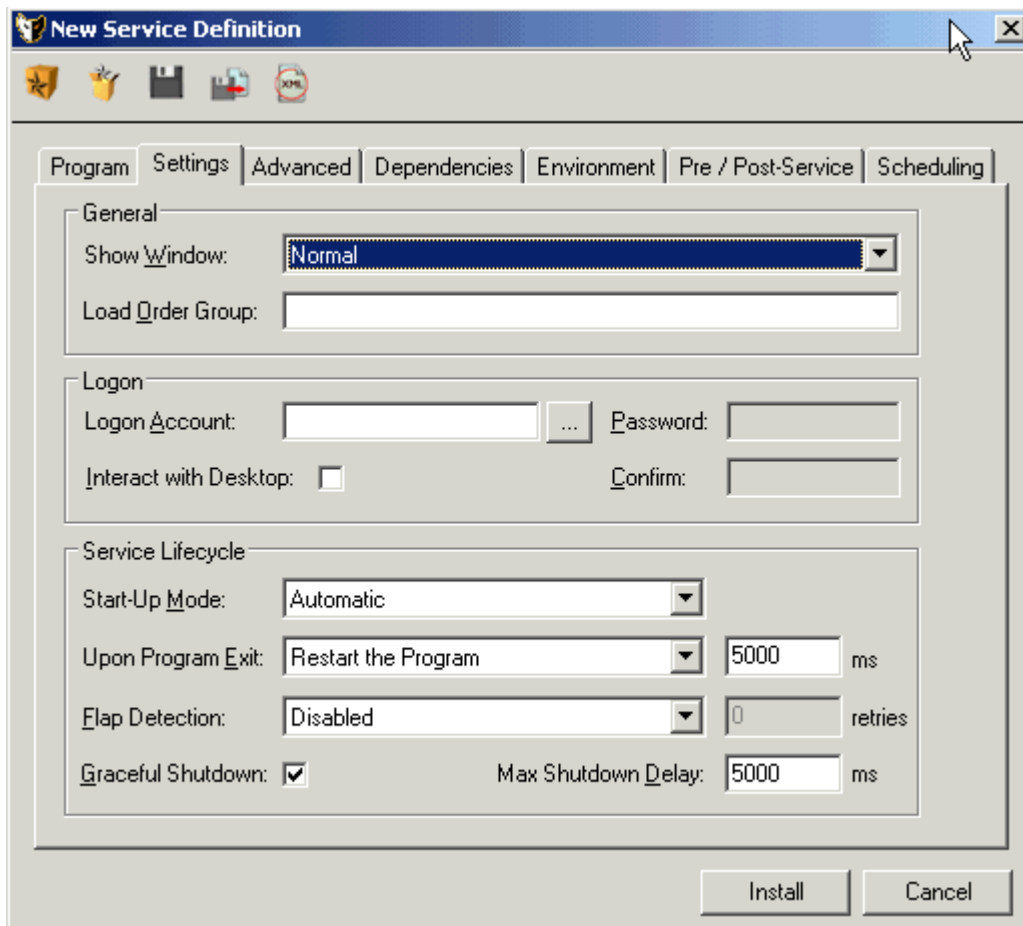 New Service Definition
XML
Program Settings Advanced Dependencies Environment Pre / Post-Service Scheduling
General
Show Window: Normal
Load Order Group:
Logon
Logon Account: ... Password:
Interact with Desktop: Confirm:
Service Lifecycle
Start-Up Mode: Automatic
Upon Program Exit: Restart the Program 5000 ms
Flap Detection: Disabled 0 retries
Graceful Shutdown: Max Shutdown Delay: 5000 ms
Install Cancel